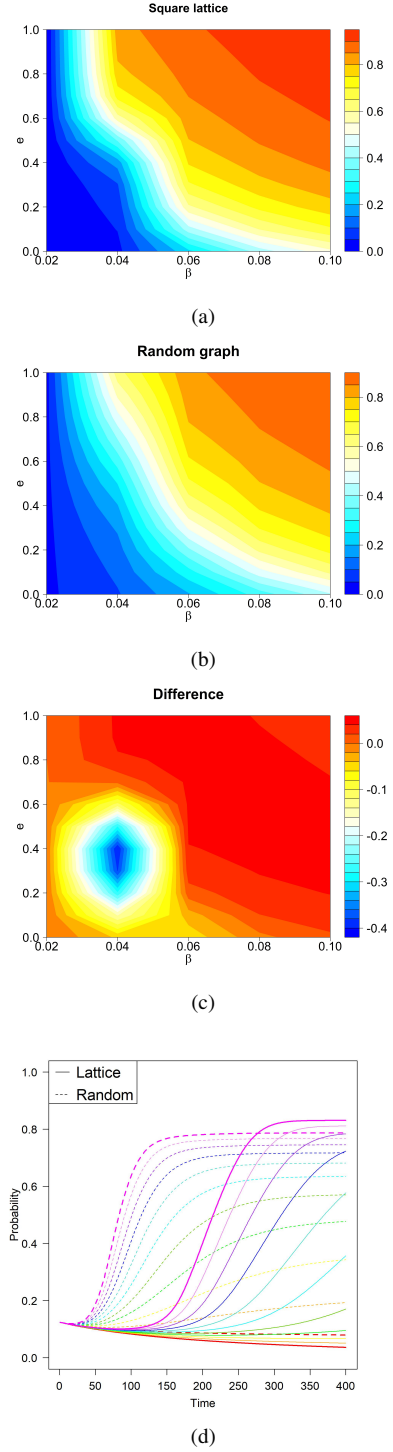 Square lattice
1.0
0.8
0.6
0.4
0.2
0.0
e
0.02 0.04 0.06 0.08 0.10
β
0.8
0.6
0.4
0.2
0.0
(a)
Random graph
1.0
0.8
0.6
0.4
0.2
0.0
e
0.02 0.04 0.06 0.08 0.10
β
0.8
0.6
0.4
0.2
0.0
(b)
Difference
1.0
0.8
0.6
0.4
0.2
0.0
e
0.02 0.04 0.06 0.08 0.10
β
0.0
-0.1
-0.2
-0.3
-0.4
(c)
Lattice
Random
1.0
0.8
0.6
0.4
0.2
0.0
Probability
0 50 100 150 200 250 300 350 400
Time
(d)